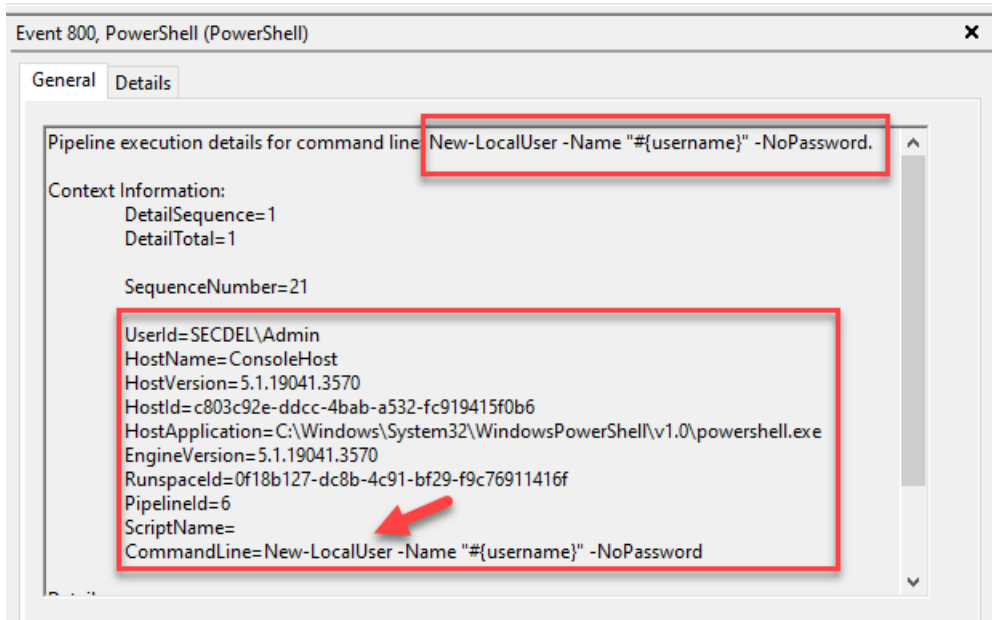 Event 800, PowerShell (PowerShell)
General Details
Pipeline execution details for command line: New-LocalUser -Name "#{username}" -NoPassword.
Context Information:
DetailSequence=1
DetailTotal=1
SequenceNumber=21
UserId=SECDEL\Admin
HostName=ConsoleHost
HostVersion=5.1.19041.3570
HostId=c803c92e-ddcc-4bab-a532-fc919415f0b6
HostApplication=C:\Windows\System32\WindowsPowerShell\v1.0\powershell.exe
EngineVersion=5.1.19041.3570
RunspaceId=0f18b127-dc8b-4c91-bf29-f9c76911416f
PipelineId=6
ScriptName=
CommandLine=New-LocalUser -Name "#{username}" -NoPassword